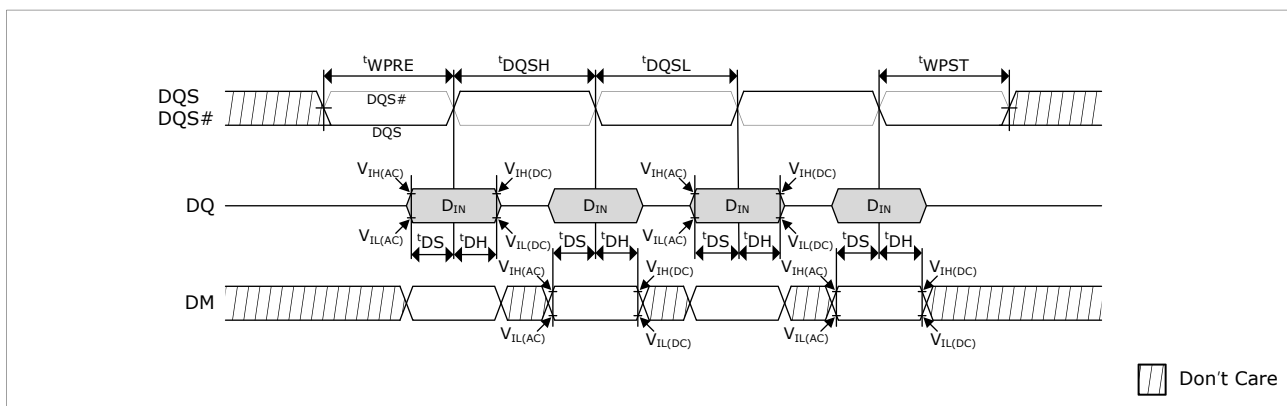 tWPRE tDQSH tDQSL tWPST
DQS
DQS#
DQS#
DQS
VIH(AC) VIH(DC) VIH(AC) VIH(DC)
DQ DIN DIN DIN DIN
VIL(AC) tDS tDH VIL(DC) tDS tDH VIL(AC) tDS tDH VIL(DC) tDS tDH
VIH(AC) VIH(DC) VIH(AC) VIH(DC)
DM
VIL(AC) VIL(DC) VIL(AC) VIL(DC)
Don't Care